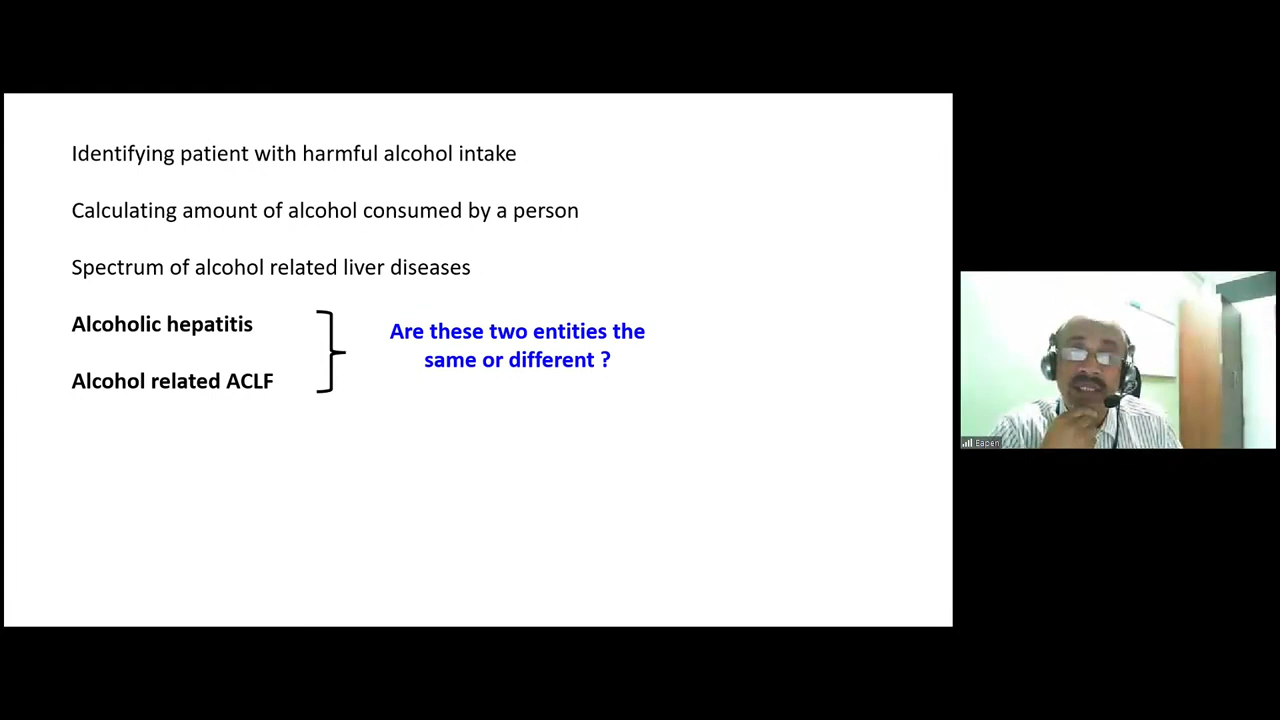 Identifying patient with harmful alcohol intake
Calculating amount of alcohol consumed by a person
Spectrum of alcohol related liver diseases
Alcoholic hepatitis
Alcohol related ACLF
Are these two entities the
same or different ?
Eapen